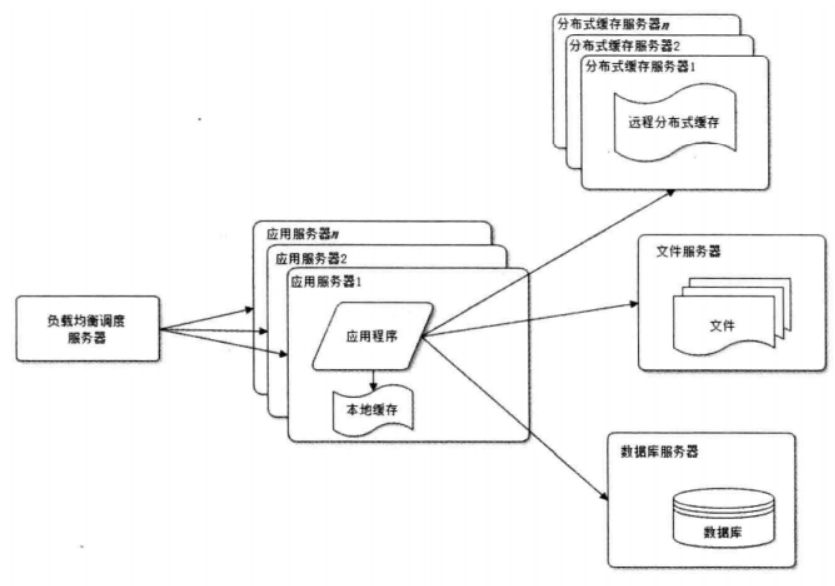 分布式缓存服务器n
分布式缓存服务器2
分布式缓存服务器1
远程分布式缓存
应用服务器n
应用服务器2
应用服务器1
应用程序
本地缓存
负载均衡调度
服务器
文件服务器
文件
数据库服务器
数据库